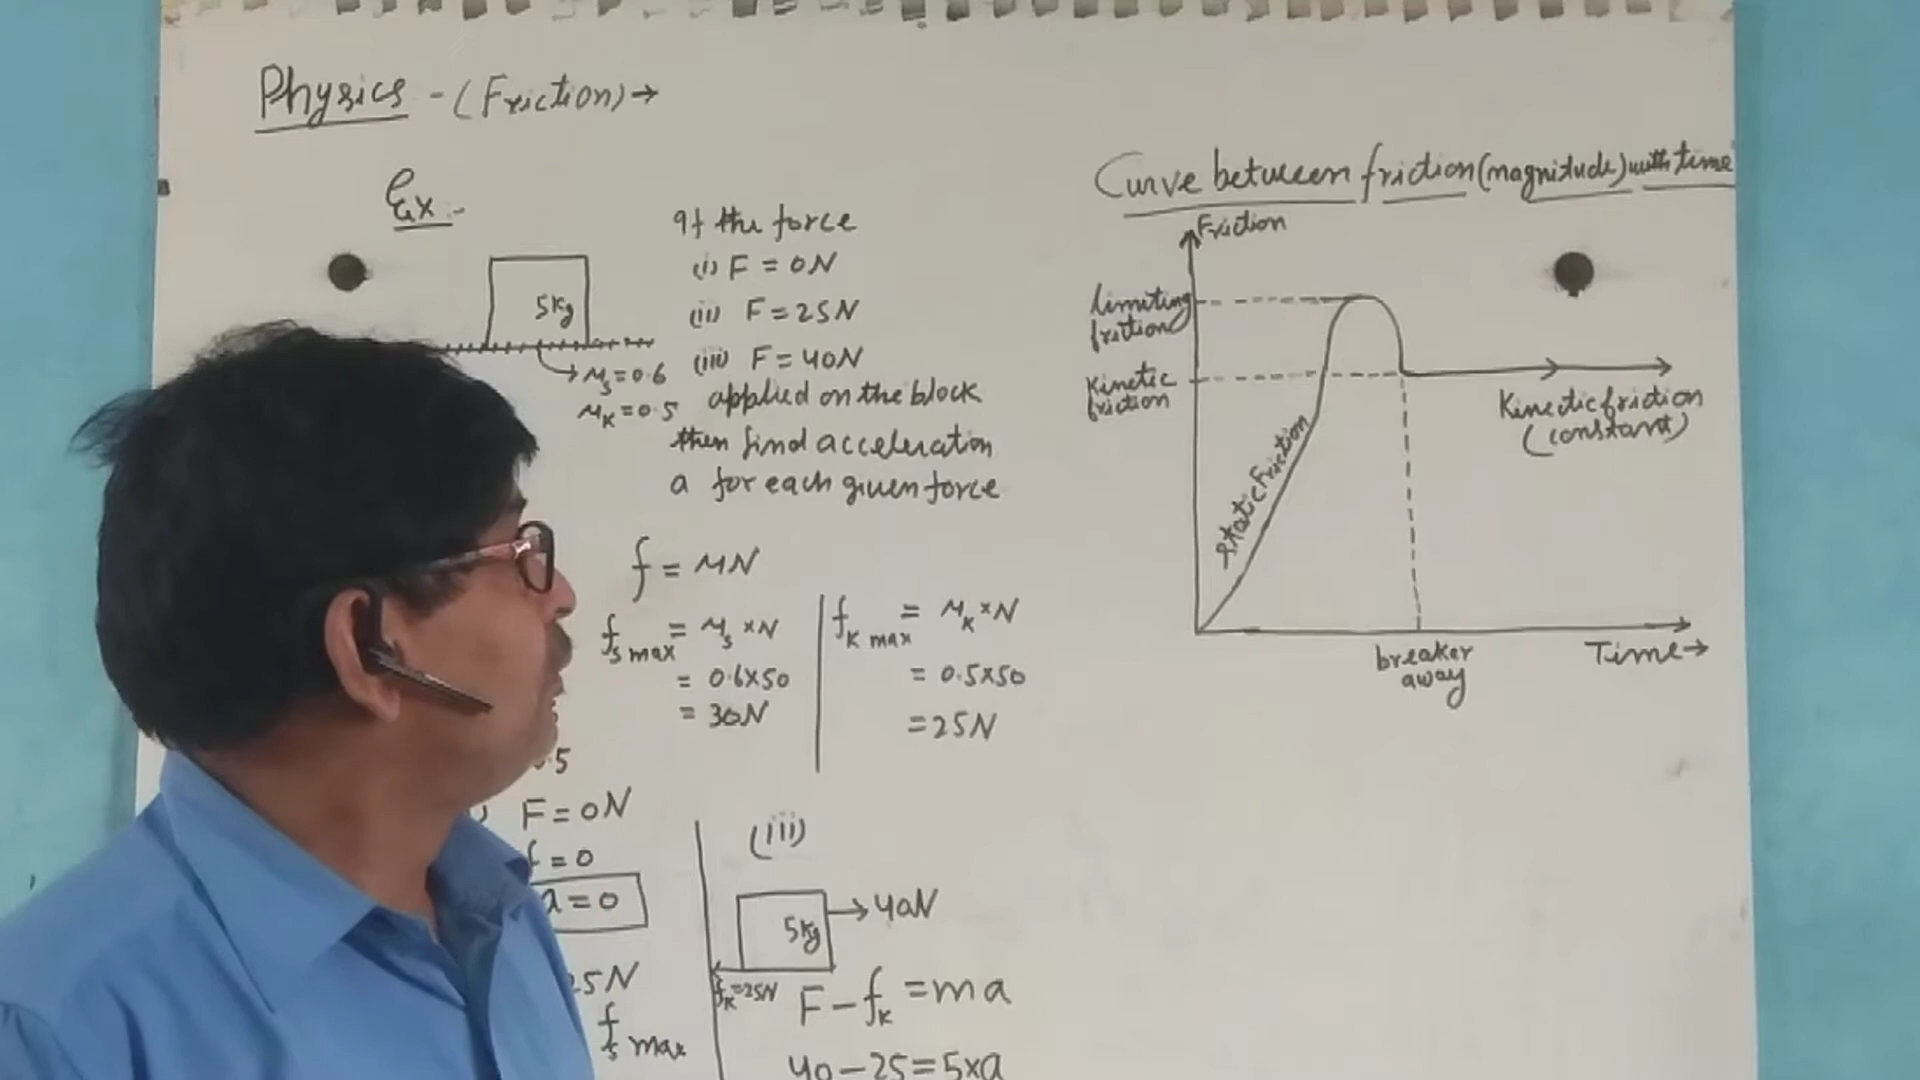 Physics - (Friction) →
Ex :-
5Kg
μs = 0.6
μK = 0.5
If the force
(i) F = 0N
(ii) F = 25N
(iii) F = 40N
applied on the block
then find acceleration
a for each given force
f = μN
fs max = μs × N
= 0.6×50
= 30N
fK max = μK × N
= 0.5×50
= 25N
.5
F = 0N
f = 0
a = 0
25N
fs max
(iii)
5Kg
40N
fK=25N
F - fK = ma
40 - 25 = 5×a
Curve between friction (magnitude) with time
Friction
limiting
friction
Kinetic
friction
static Friction
Kinetic friction
(constant)
breaker
away
Time →